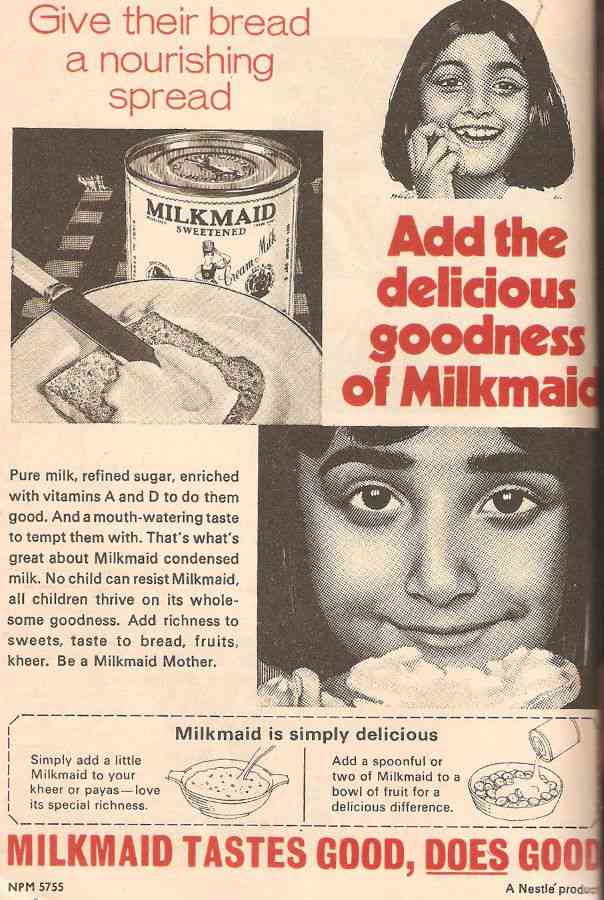 Give their bread
a nourishing
spread
MILKMAID
SWEETENED
Cream Milk
Add the
delicious
goodness
of Milkmaid
Pure milk, refined sugar, enriched
with vitamins A and D to do them
good. And a mouth-watering taste
to tempt them with. That's what's
great about Milkmaid condensed
milk. No child can resist Milkmaid,
all children thrive on its whole-
some goodness. Add richness to
sweets, taste to bread, fruits,
kheer. Be a Milkmaid Mother.
Milkmaid is simply delicious
Simply add a little
Milkmaid to your
kheer or payas—love
its special richness.
Add a spoonful or
two of Milkmaid to a
bowl of fruit for a
delicious difference.
MILKMAID TASTES GOOD, DOES GOOD
NPM 5755
A Nestlé product